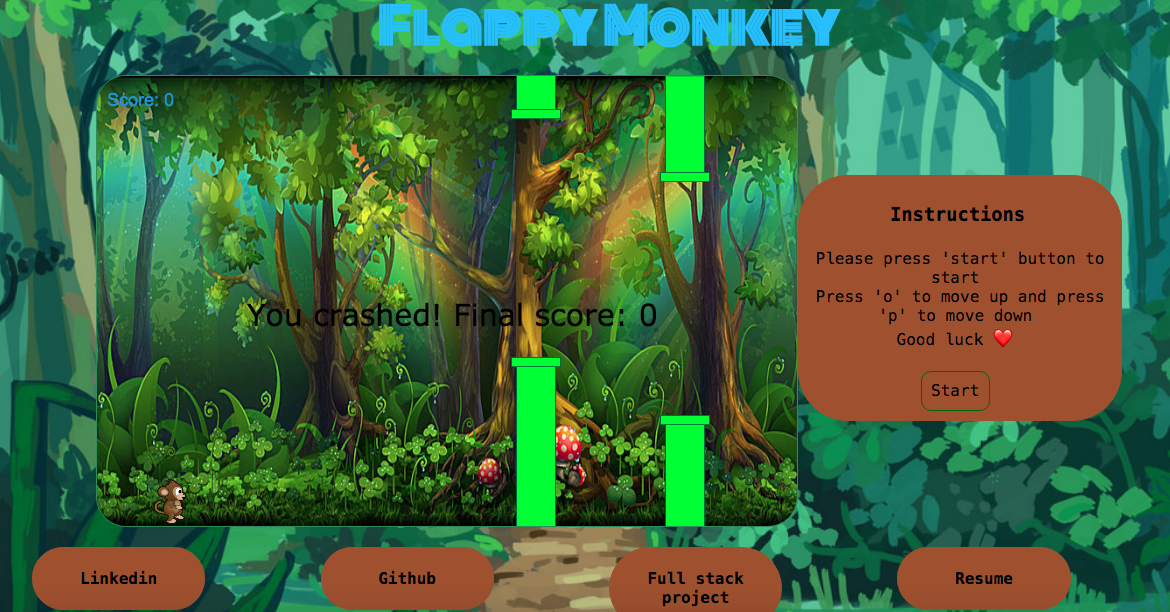 Flappy Monkey
Score: 0
You crashed! Final score: 0
Instructions
Please press 'start' button to
start
Press 'o' to move up and press
'p' to move down
Good luck ❤️
Start
Linkedin
Github
Full stack
project
Resume